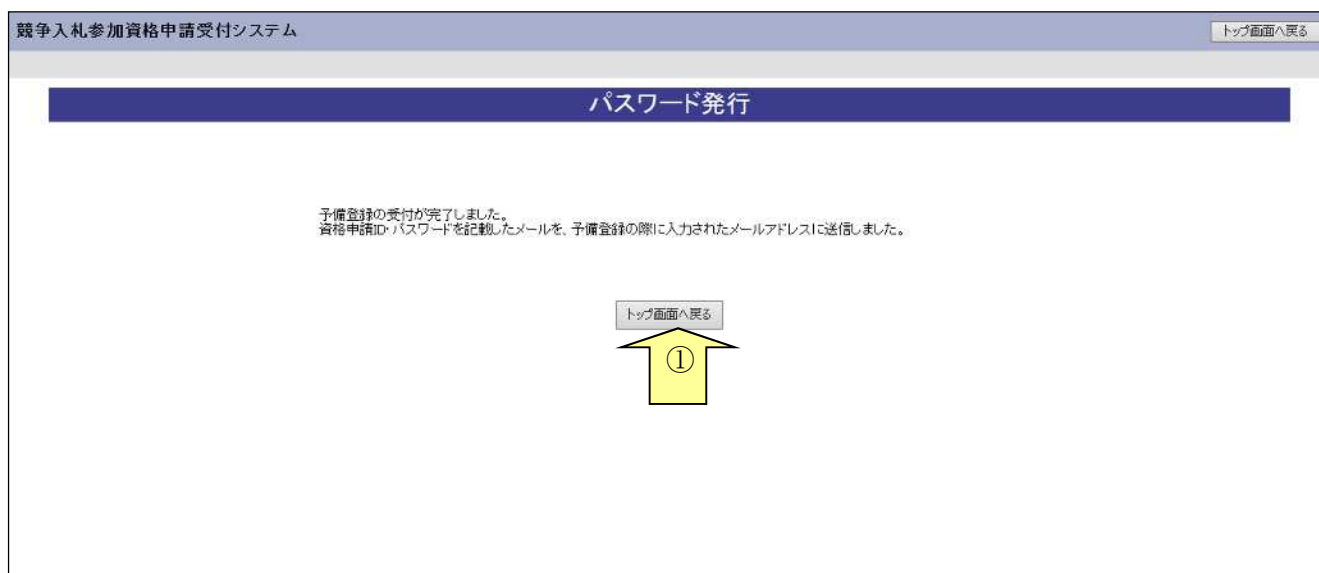 競争入札参加資格申請受付システム
トップ画面へ戻る
パスワード発行
予備登録の受付が完了しました。
資格申請ID・パスワードを記載したメールを、予備登録の際に入力されたメールアドレスに送信しました。
トップ画面へ戻る
①